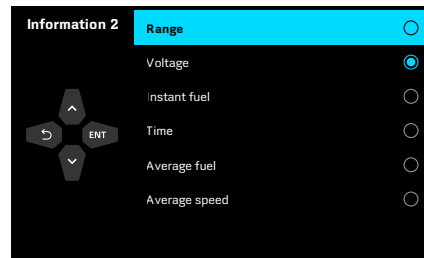 Information 2
Range
Voltage
Instant fuel
ENT
Time
Average fuel
Average speed